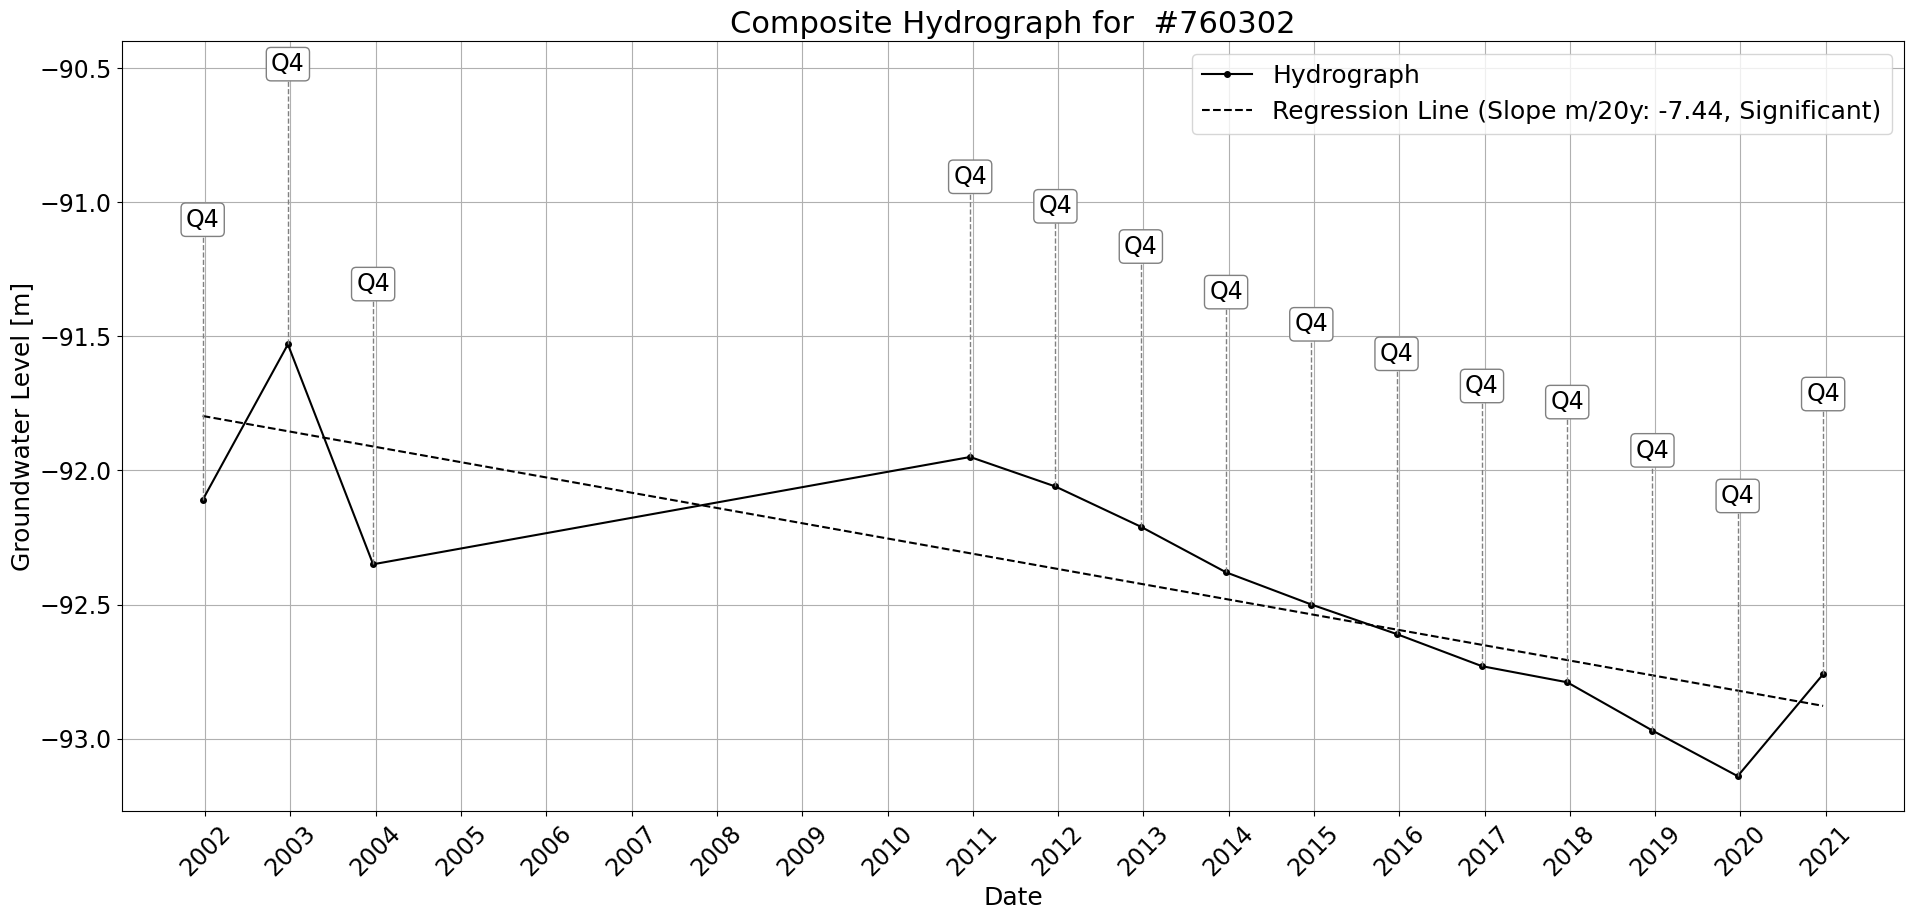 Composite Hydrograph for  #760302
Hydrograph
Regression Line (Slope m/20y: -7.44, Significant)
Groundwater Level [m]
−90.5
−91.0
−91.5
−92.0
−92.5
−93.0
Q4
Q4
Q4
Q4
Q4
Q4
Q4
Q4
Q4
Q4
Q4
Q4
Q4
Q4
2002
2003
2004
2005
2006
2007
2008
2009
2010
2011
2012
2013
2014
2015
2016
2017
2018
2019
2020
2021
Date